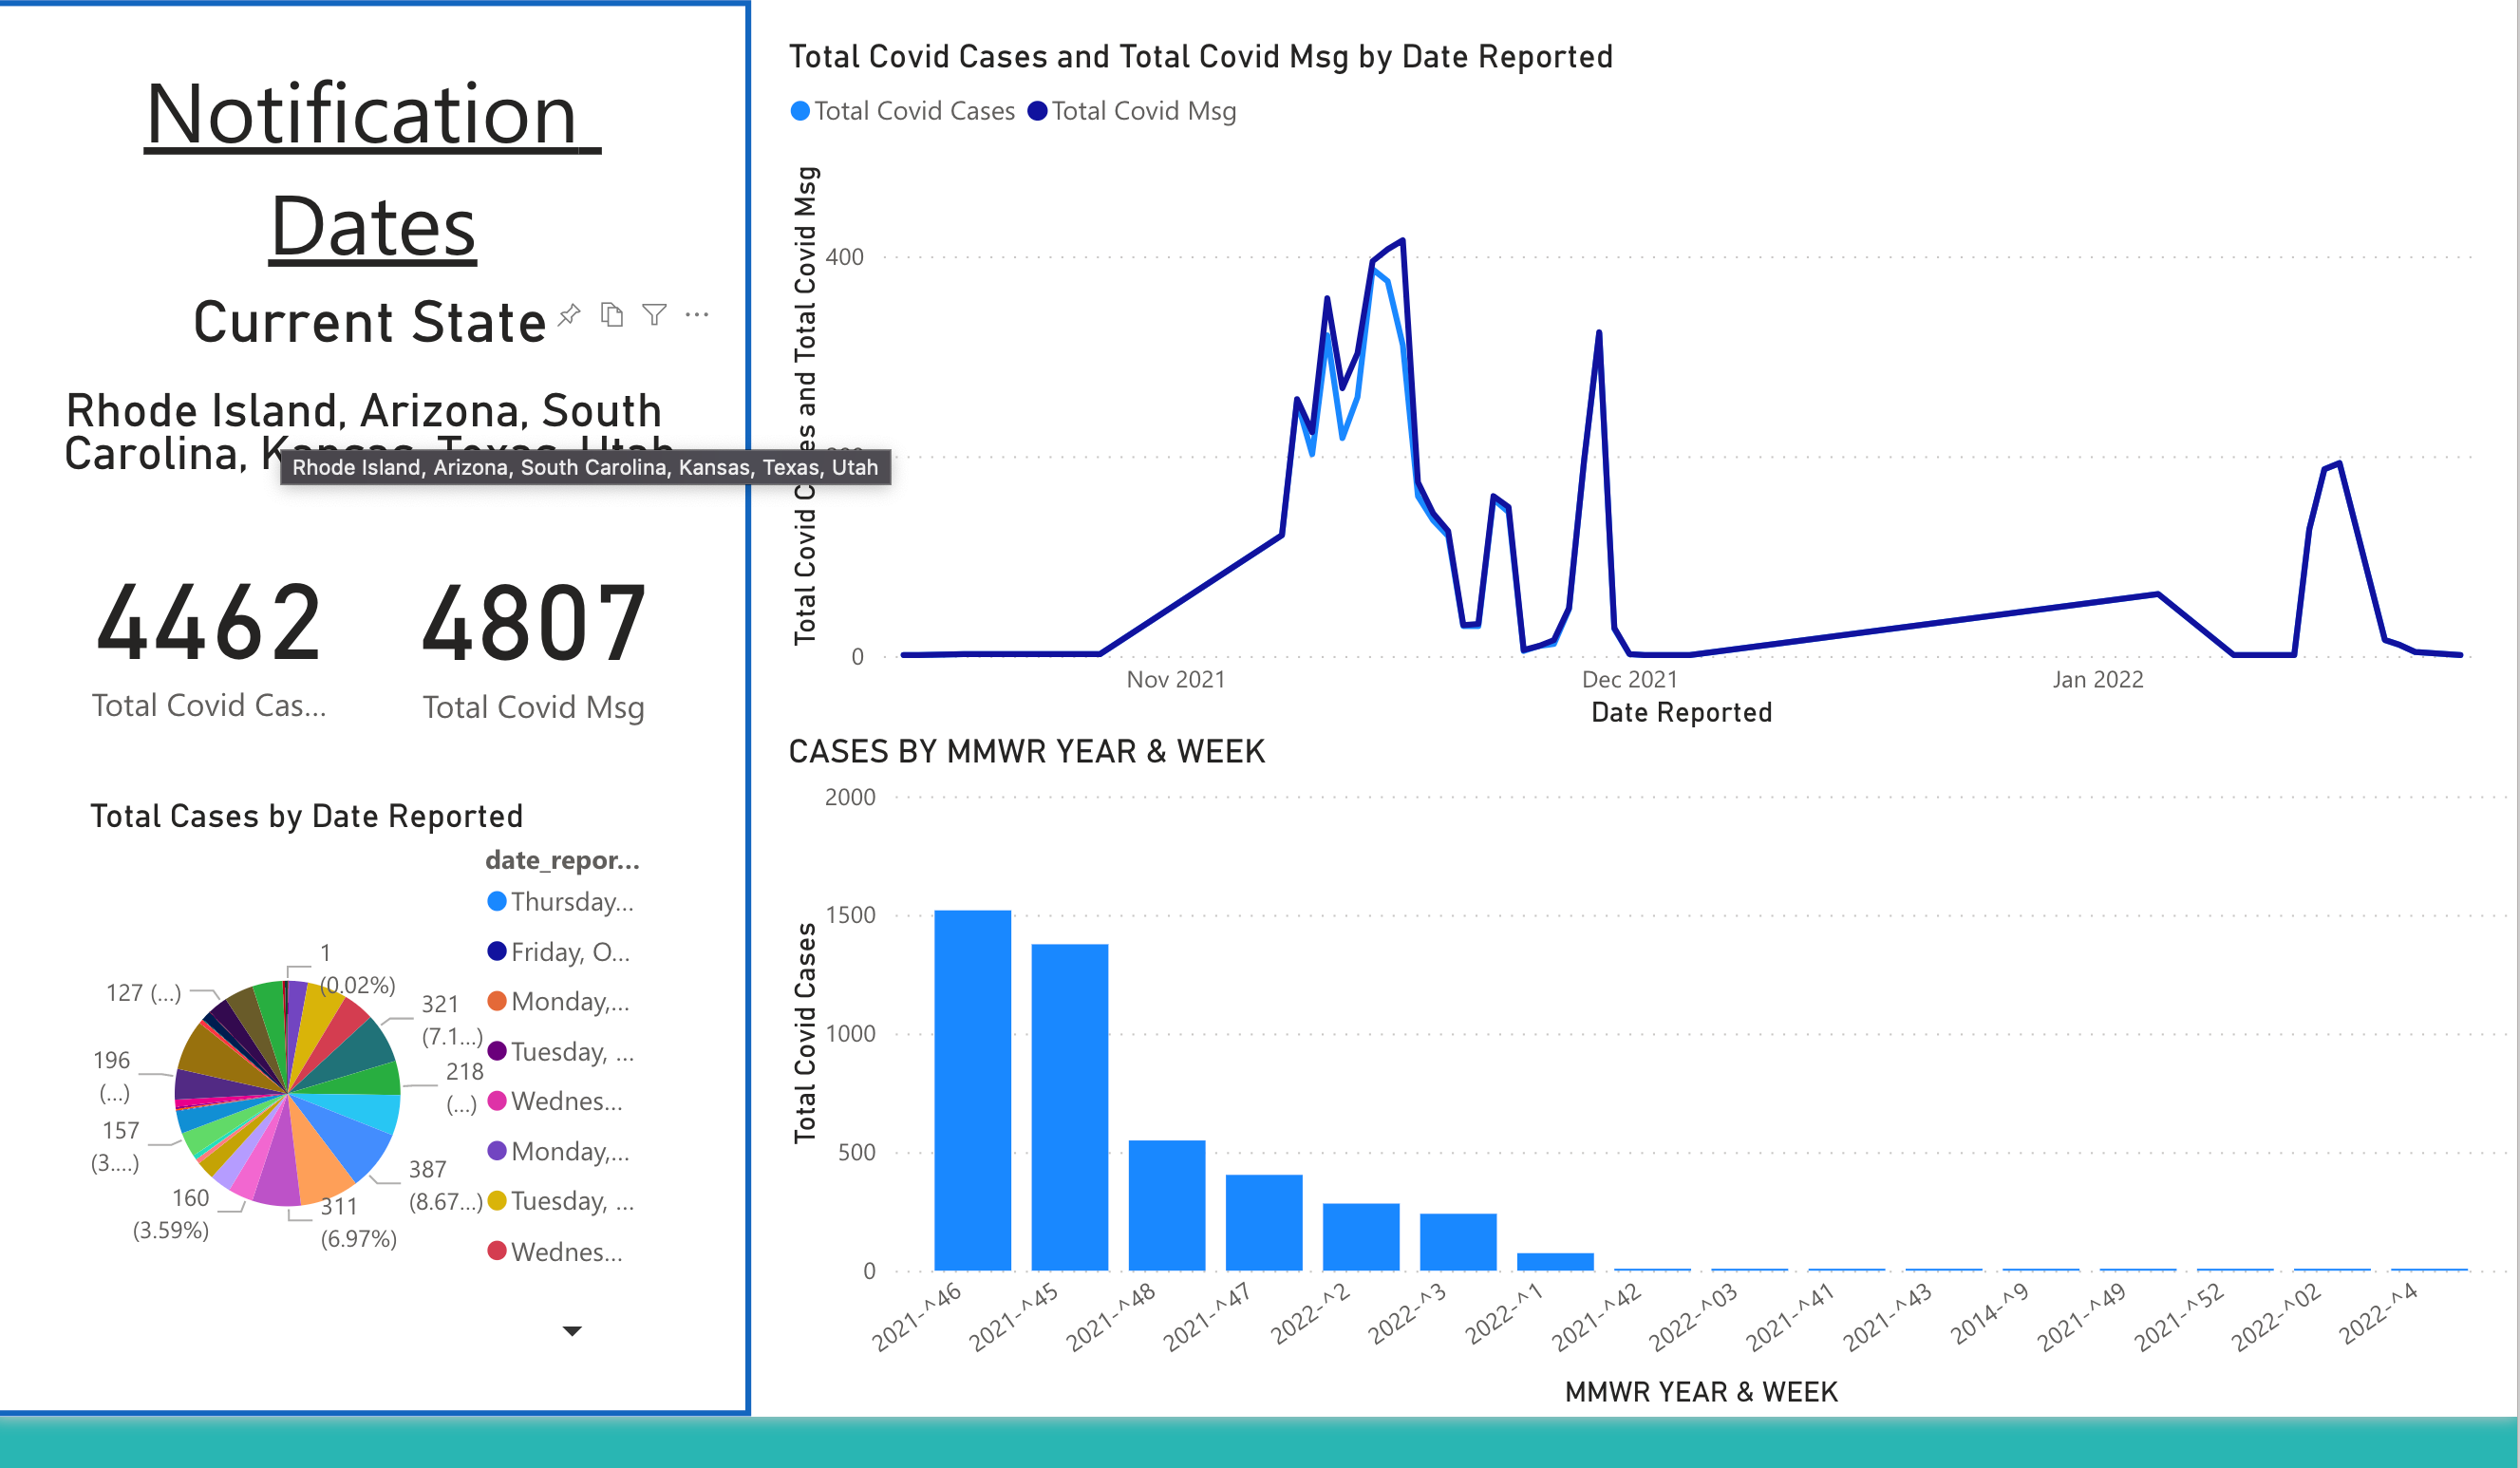 Notification
Dates
Current State
Rhode Island, Arizona, South
Carolina, Kansas, Texas, Utah
Rhode Island, Arizona, South Carolina, Kansas, Texas, Utah
4462
Total Covid Cas...
4807
Total Covid Msg
Total Cases by Date Reported
date_repor...
Thursday...
Friday, O...
Monday,...
Tuesday, ...
Wednes...
Monday,...
Tuesday, ...
Wednes...
1
(0.02%)
321
(7.1...)
218
(...)
387
(8.67...)
311
(6.97%)
160
(3.59%)
157
(3....)
196
(...)
127 (...)
Total Covid Cases and Total Covid Msg by Date Reported
Total Covid Cases
Total Covid Msg
Total Covid Cases and Total Covid Msg
400
0
Nov 2021
Dec 2021
Jan 2022
Date Reported
CASES BY MMWR YEAR & WEEK
Total Covid Cases
2000
1500
1000
500
0
2021-^46
2021-^45
2021-^48
2021-^47
2022-^2
2022-^3
2022-^1
2021-^42
2022-^03
2021-^41
2021-^43
2014-^9
2021-^49
2021-^52
2022-^02
2022-^4
MMWR YEAR & WEEK